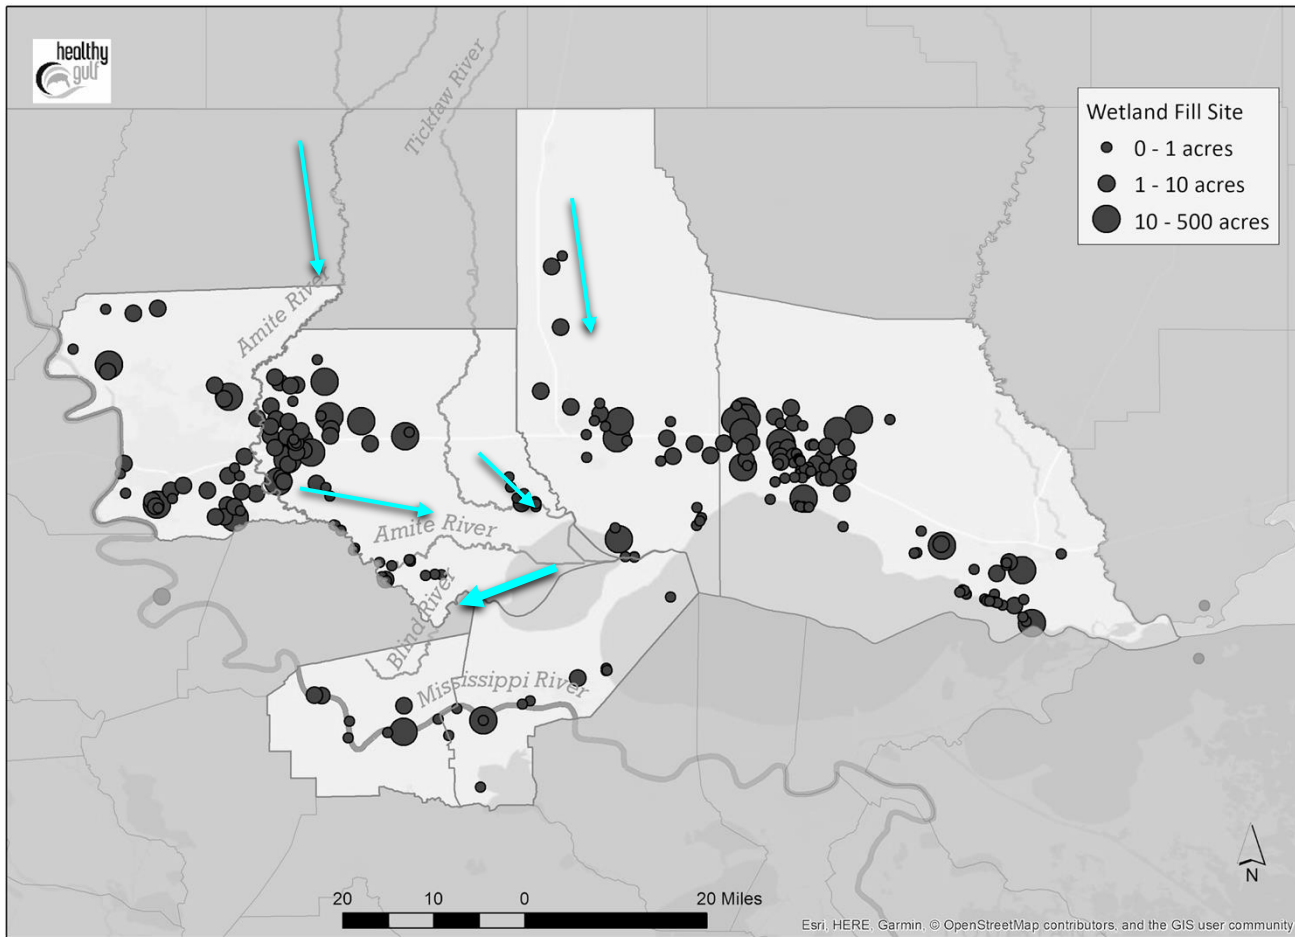 healthy
gulf
Tickfaw River
Wetland Fill Site
0 - 1 acres
1 - 10 acres
10 - 500 acres
Amite River
Amite River
Blind River
Mississippi River
N
20 10 0 20 Miles
Esri, HERE, Garmin, © OpenStreetMap contributors, and the GIS user community